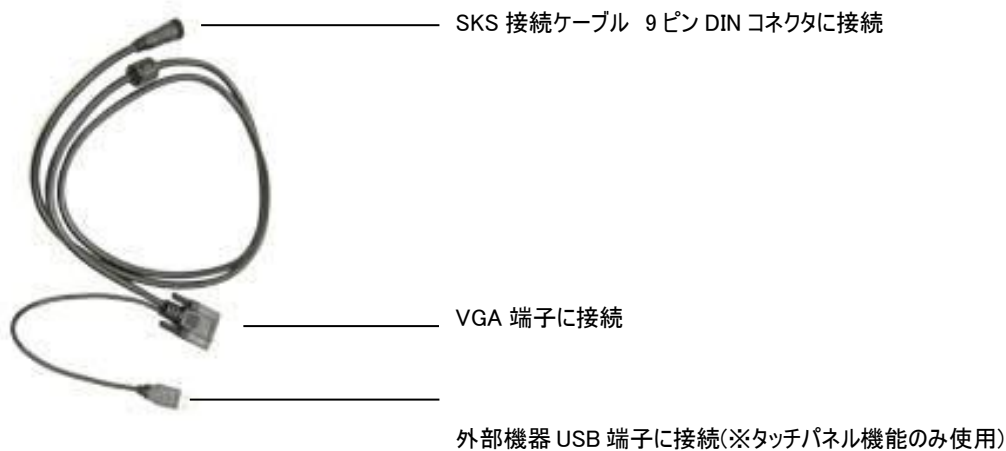 SKS 接続ケーブル 9 ピン DIN コネクタに接続
VGA 端子に接続
外部機器 USB 端子に接続(※タッチパネル機能のみ使用)